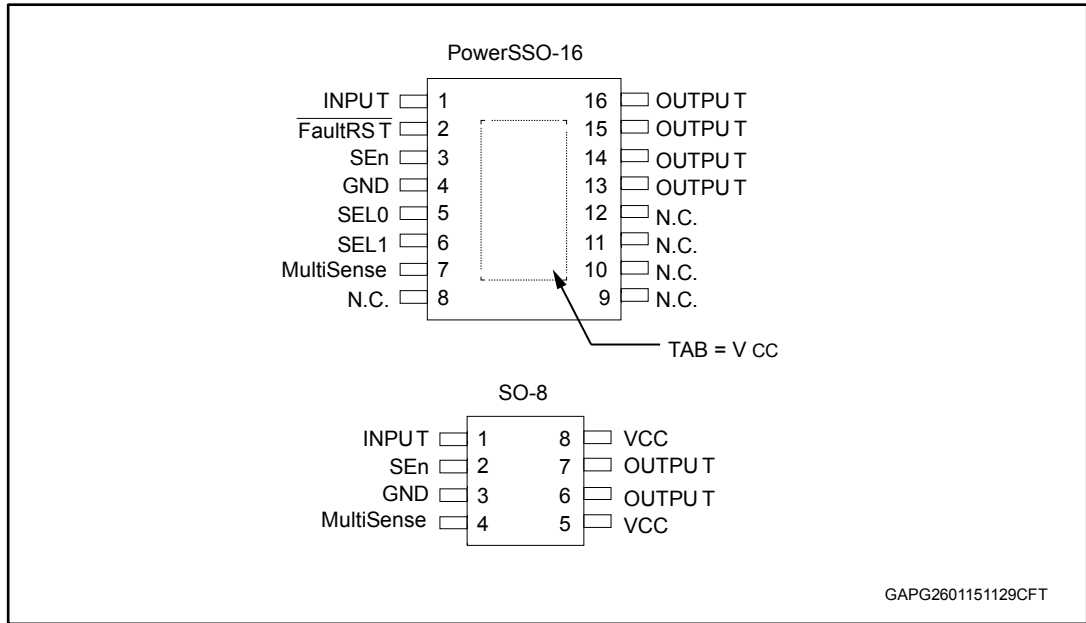 PowerSSO-16
INPUT 1 16 OUTPUT
FaultRST 2 15 OUTPUT
SEn 3 14 OUTPUT
GND 4 13 OUTPUT
SEL0 5 12 N.C.
SEL1 6 11 N.C.
MultiSense 7 10 N.C.
N.C. 8 9 N.C.
TAB = V CC
SO-8
INPUT 1 8 VCC
SEn 2 7 OUTPUT
GND 3 6 OUTPUT
MultiSense 4 5 VCC
GAPG2601151129CFT